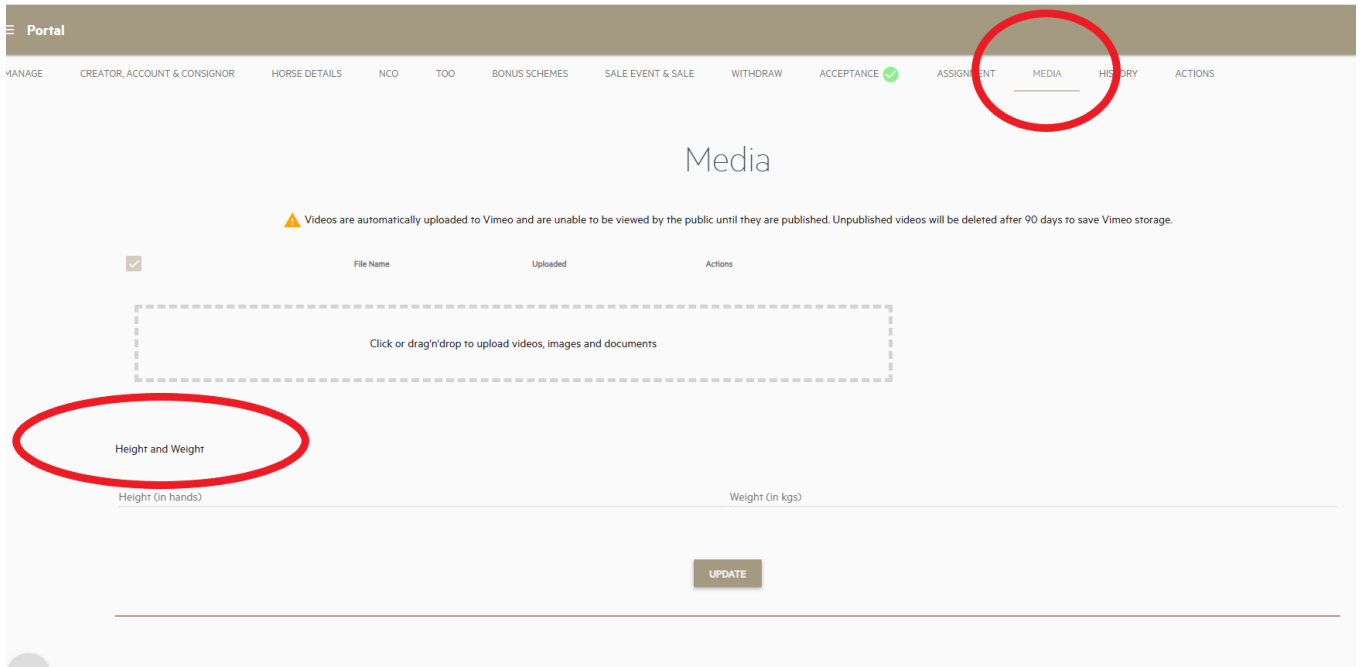 Portal
MANAGE CREATOR, ACCOUNT & CONSIGNOR HORSE DETAILS NCO TOO BONUS SCHEMES SALE EVENT & SALE WITHDRAW ACCEPTANCE ASSIGNMENT MEDIA HISTORY ACTIONS
Media
Videos are automatically uploaded to Vimeo and are unable to be viewed by the public until they are published. Unpublished videos will be deleted after 90 days to save Vimeo storage.
File Name Uploaded Actions
Click or drag'n'drop to upload videos, images and documents
Height and Weight
Height (in hands) Weight (in kgs)
UPDATE